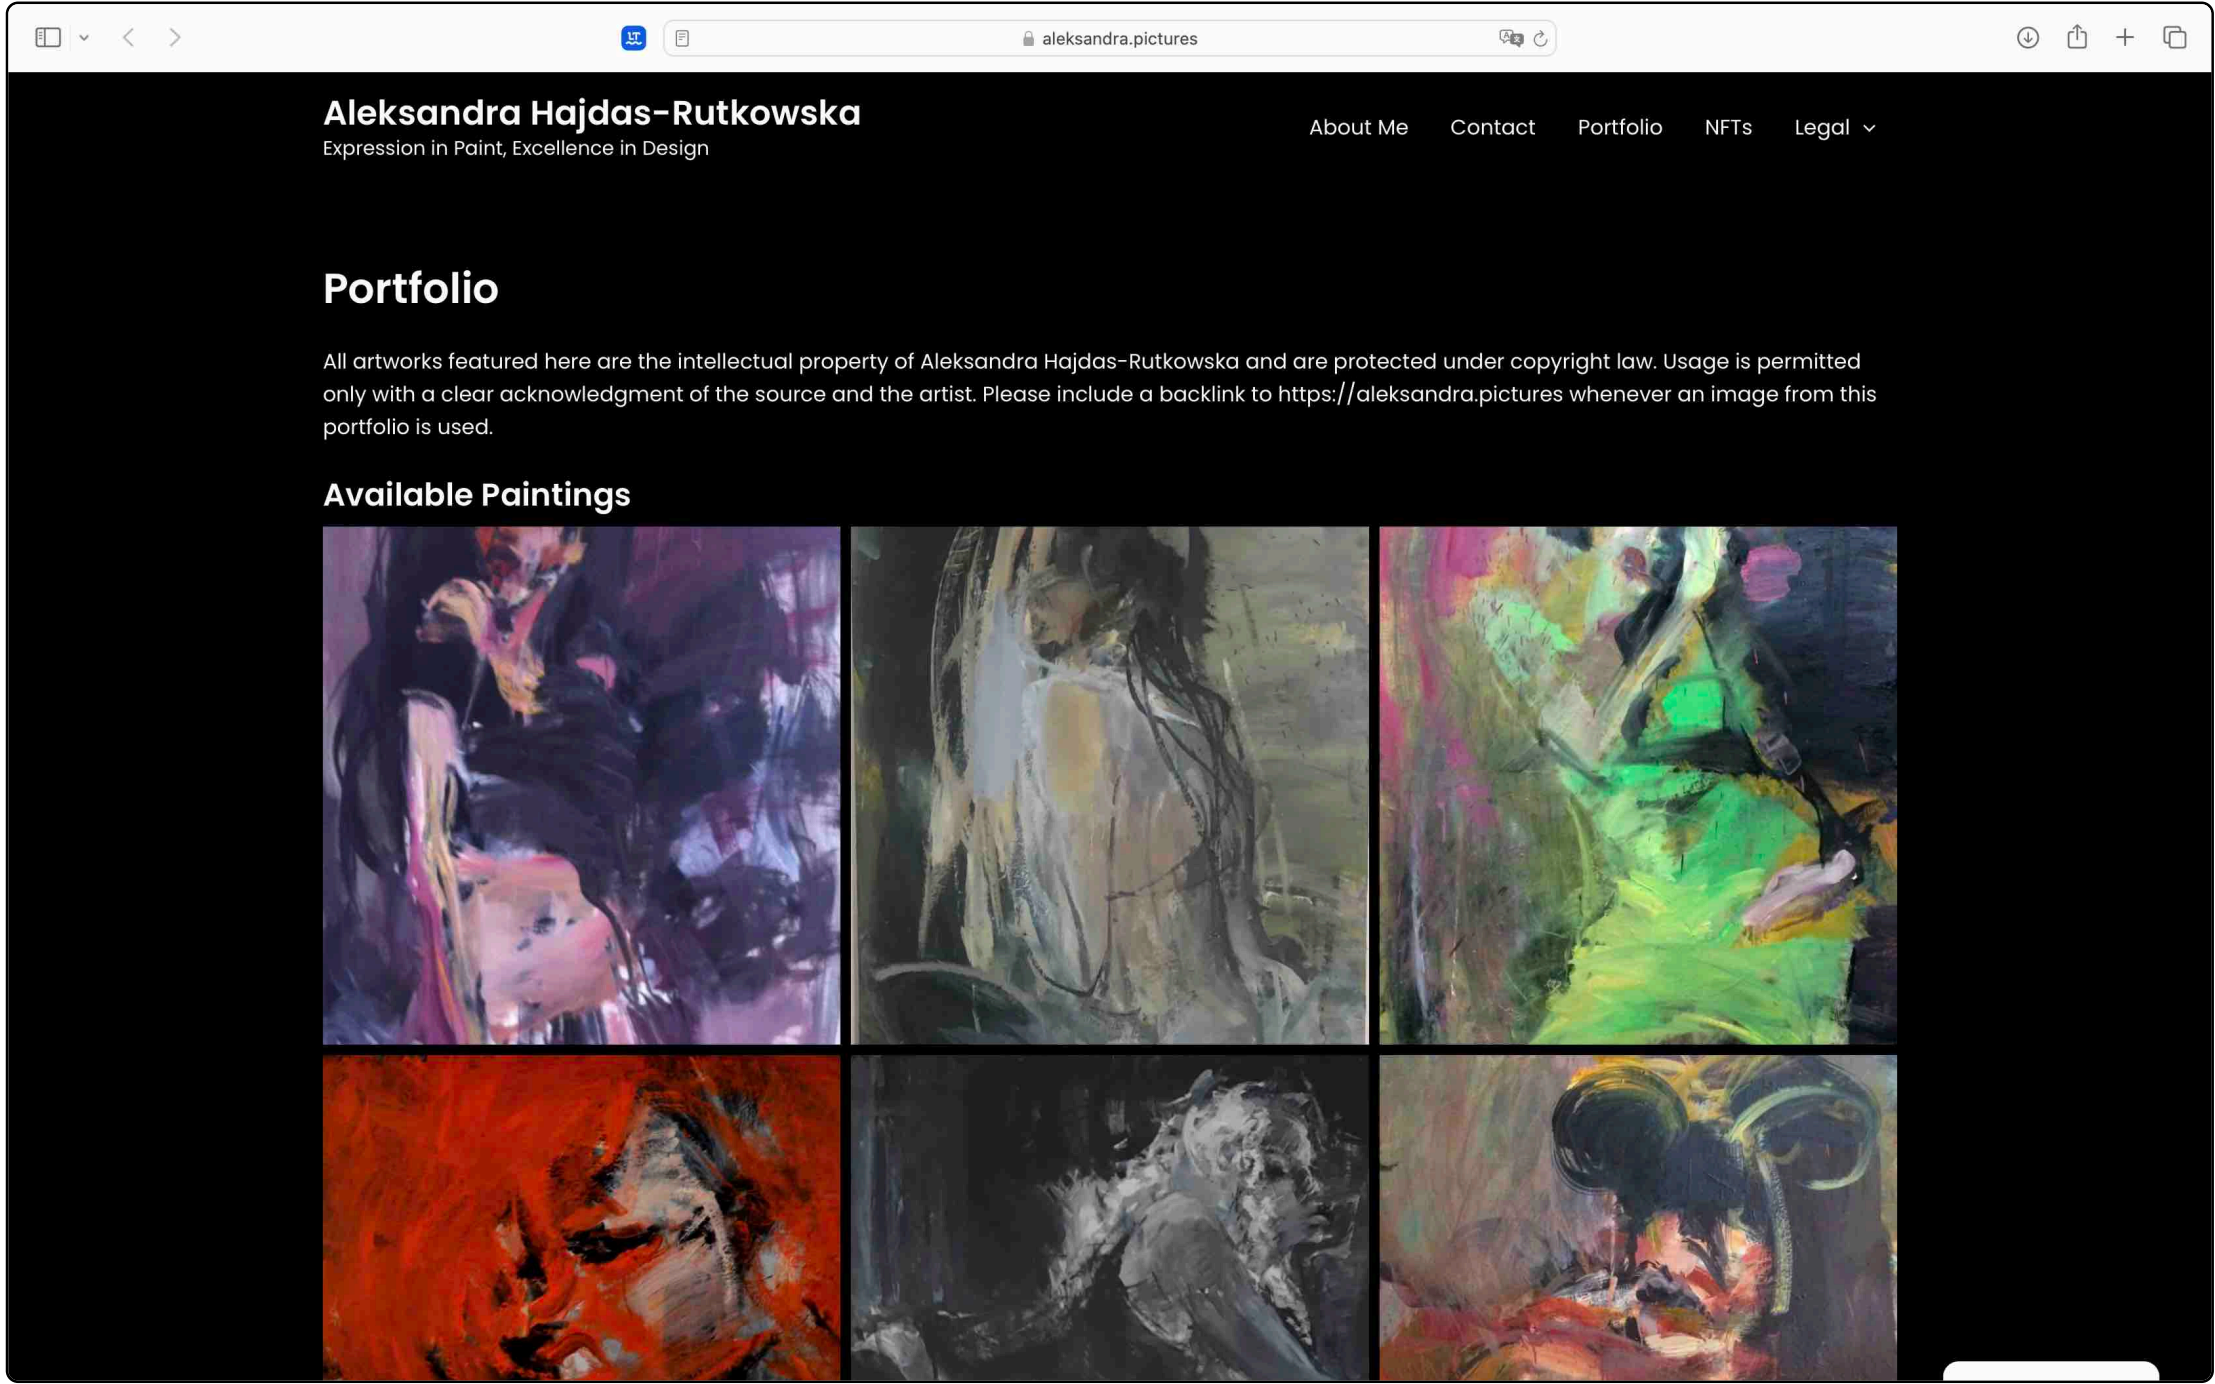 aleksandra.pictures
Aleksandra Hajdas-Rutkowska
Expression in Paint, Excellence in Design
About Me
Contact
Portfolio
NFTs
Legal
Portfolio
All artworks featured here are the intellectual property of Aleksandra Hajdas-Rutkowska and are protected under copyright law. Usage is permitted
only with a clear acknowledgment of the source and the artist. Please include a backlink to https://aleksandra.pictures whenever an image from this
portfolio is used.
Available Paintings